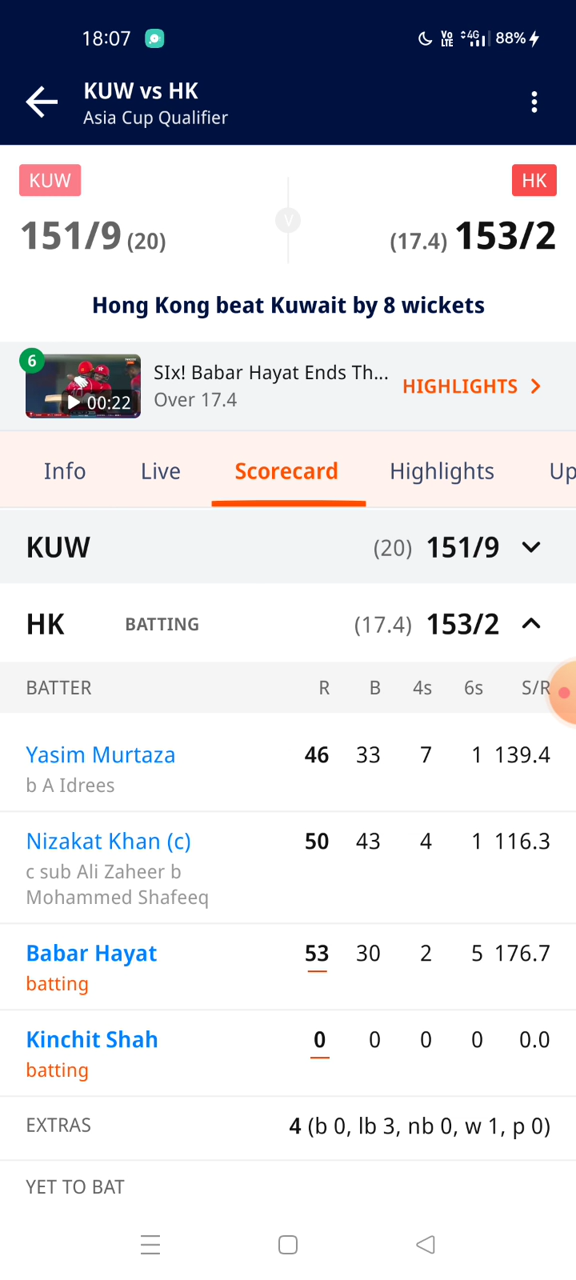 18:07
Vo LTE 4G 88%
KUW vs HK
Asia Cup Qualifier
KUW HK
151/9 (20) V (17.4) 153/2
Hong Kong beat Kuwait by 8 wickets
6
SIx! Babar Hayat Ends Th...
00:22 Over 17.4 HIGHLIGHTS
Info Live Scorecard Highlights Up
KUW (20) 151/9
HK BATTING (17.4) 153/2
BATTER R B 4s 6s S/R
Yasim Murtaza 46 33 7 1 139.4
b A Idrees
Nizakat Khan (c) 50 43 4 1 116.3
c sub Ali Zaheer b
Mohammed Shafeeq
Babar Hayat 53 30 2 5 176.7
batting
Kinchit Shah 0 0 0 0 0.0
batting
EXTRAS 4 (b 0, lb 3, nb 0, w 1, p 0)
YET TO BAT